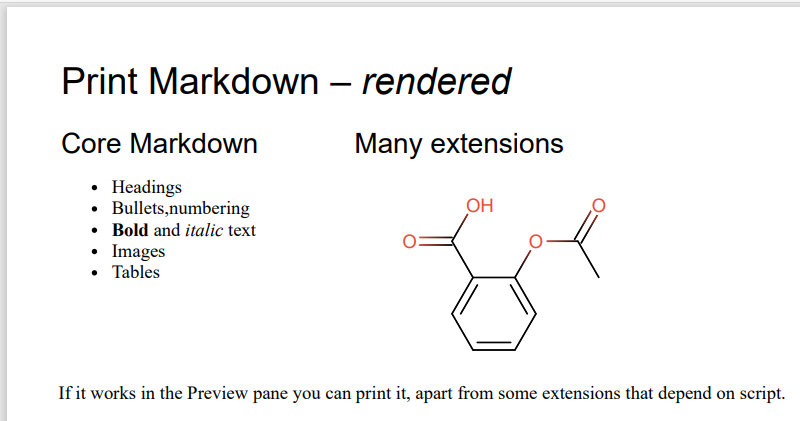 Print Markdown – rendered
Core Markdown
Headings
Bullets,numbering
Bold and italic text
Images
Tables
Many extensions
OH
O
O
O
If it works in the Preview pane you can print it, apart from some extensions that depend on script.